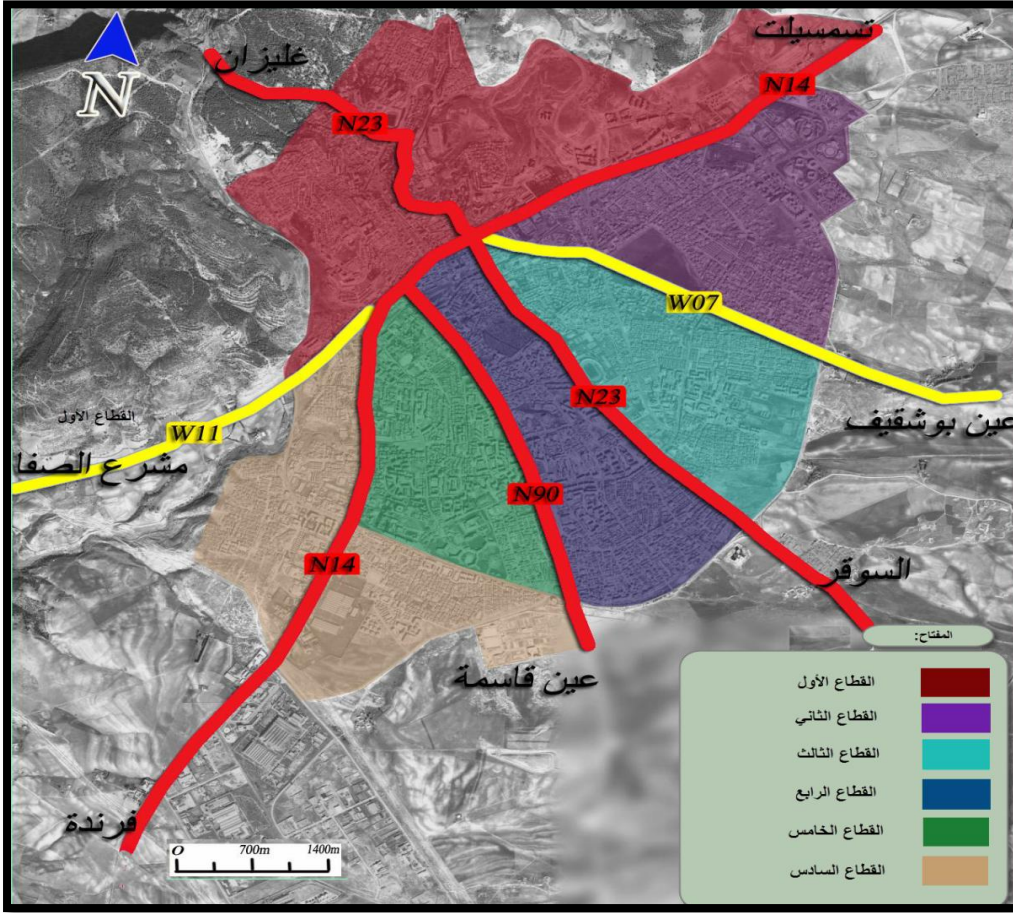 تسمسيلت
غليزان
N
N14
N23
W07
N23
عين بوشقيف
القطاع الأول
W11
مشرع الصفا
N90
N14
السوقر
عين قاسمة
فرندة
المفتاح:
القطاع الأول
القطاع الثاني
القطاع الثالث
القطاع الرابع
القطاع الخامس
القطاع السادس
O 700m 1400m